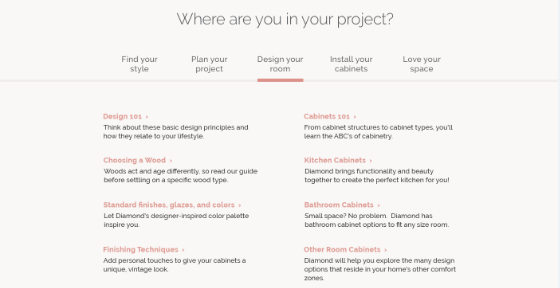 Where are you in your project?
Find your
style
Plan your
project
Design your
room
Install your
cabinets
Love your
space
Design 101 ›
Think about these basic design principles and
how they relate to your lifestyle.
Choosing a Wood ›
Woods act and age differently, so read our guide
before settling on a specific wood type.
Standard finishes, glazes, and colors ›
Let Diamond's designer-inspired color palette
inspire you.
Finishing Techniques ›
Add personal touches to give your cabinets a
unique, vintage look.
Cabinets 101 ›
From cabinet structures to cabinet types, you'll
learn the ABC's of cabinetry.
Kitchen Cabinets ›
Diamond brings functionality and beauty
together to create the perfect kitchen for you!
Bathroom Cabinets ›
Small space? No problem. Diamond has
bathroom cabinet options to fit any size room.
Other Room Cabinets ›
Diamond will help you explore the many design
options that reside in your home's other comfort
zones.